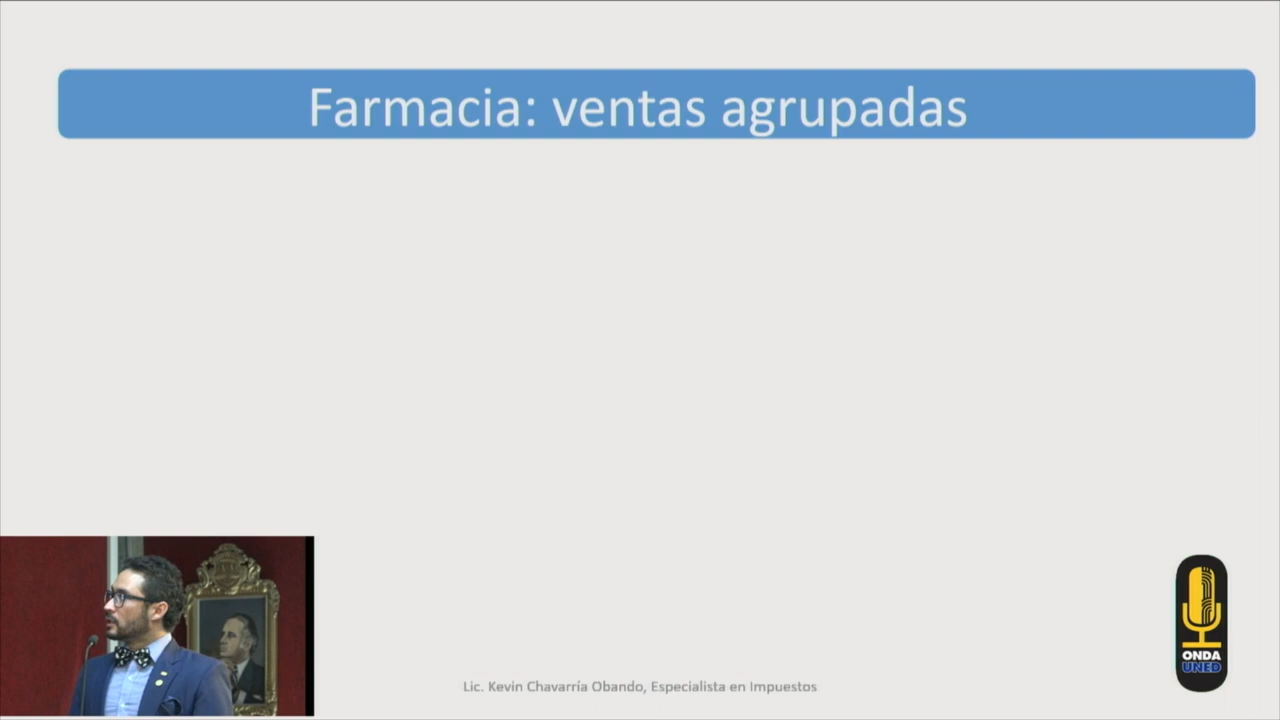 Farmacia: ventas agrupadas
Lic. Kevin Chavarría Obando, Especialista en Impuestos
ONDA
UNED